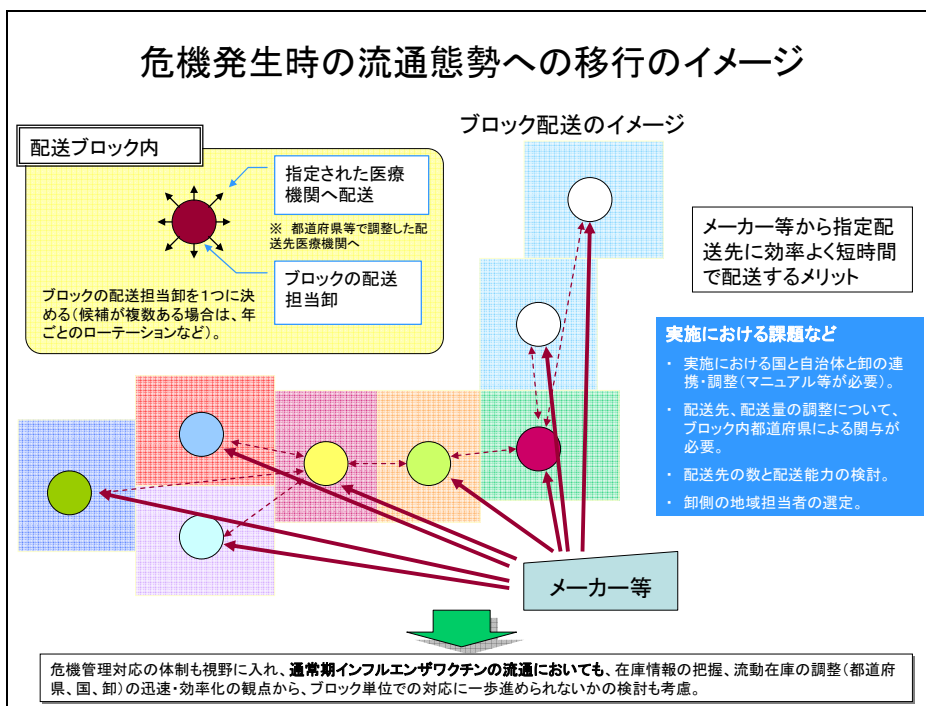 危機発生時の流通態勢への移行のイメージ
配送ブロック内
指定された医療
機関へ配送
※ 都道府県等で調整した配
送先医療機関へ
ブロックの配送
担当卸
ブロックの配送担当卸を1つに決
める(候補が複数ある場合は、年
ごとのローテーションなど)。
ブロック配送のイメージ
メーカー等から指定配
送先に効率よく短時間
で配送するメリット
実施における課題など
・ 実施における国と自治体と卸の連
携・調整(マニュアル等が必要)。
・ 配送先、配送量の調整について、
ブロック内都道府県による関与が
必要。
・ 配送先の数と配送能力の検討。
・ 卸側の地域担当者の選定。
メーカー等
危機管理対応の体制も視野に入れ、通常期インフルエンザワクチンの流通においても、在庫情報の把握、流動在庫の調整(都道府
県、国、卸)の迅速・効率化の観点から、ブロック単位での対応に一歩進められないかの検討も考慮。